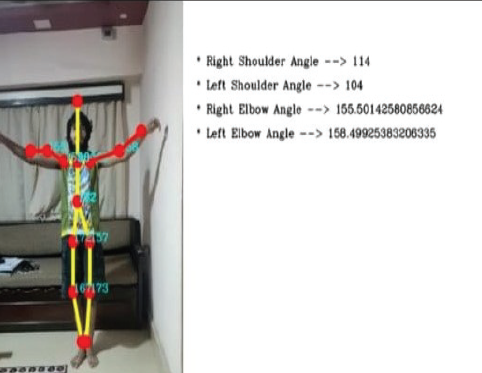 * Right Shoulder Angle --> 114
* Left Shoulder Angle --> 104
* Right Elbow Angle --> 155.50142580856624
* Left Elbow Angle --> 158.49925383206335